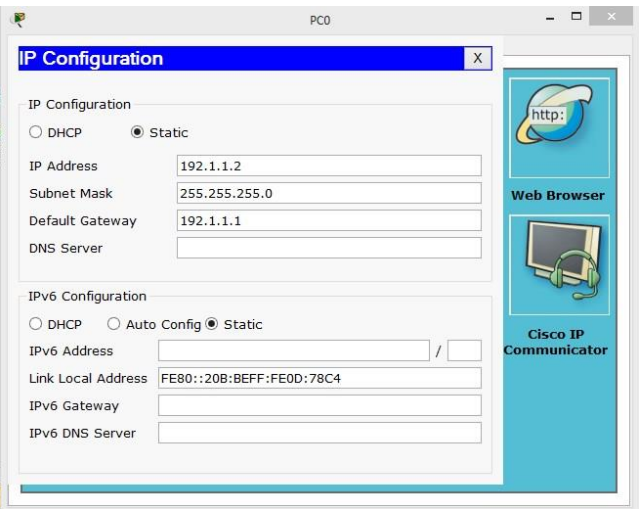 PC0
IP Configuration X
IP Configuration
DHCP Static
IP Address 192.1.1.2
Subnet Mask 255.255.255.0
Default Gateway 192.1.1.1
DNS Server
IPv6 Configuration
DHCP Auto Config Static
IPv6 Address /
Link Local Address FE80::20B:BEFF:FE0D:78C4
IPv6 Gateway
IPv6 DNS Server
http:
Web Browser
Cisco IP
Communicator